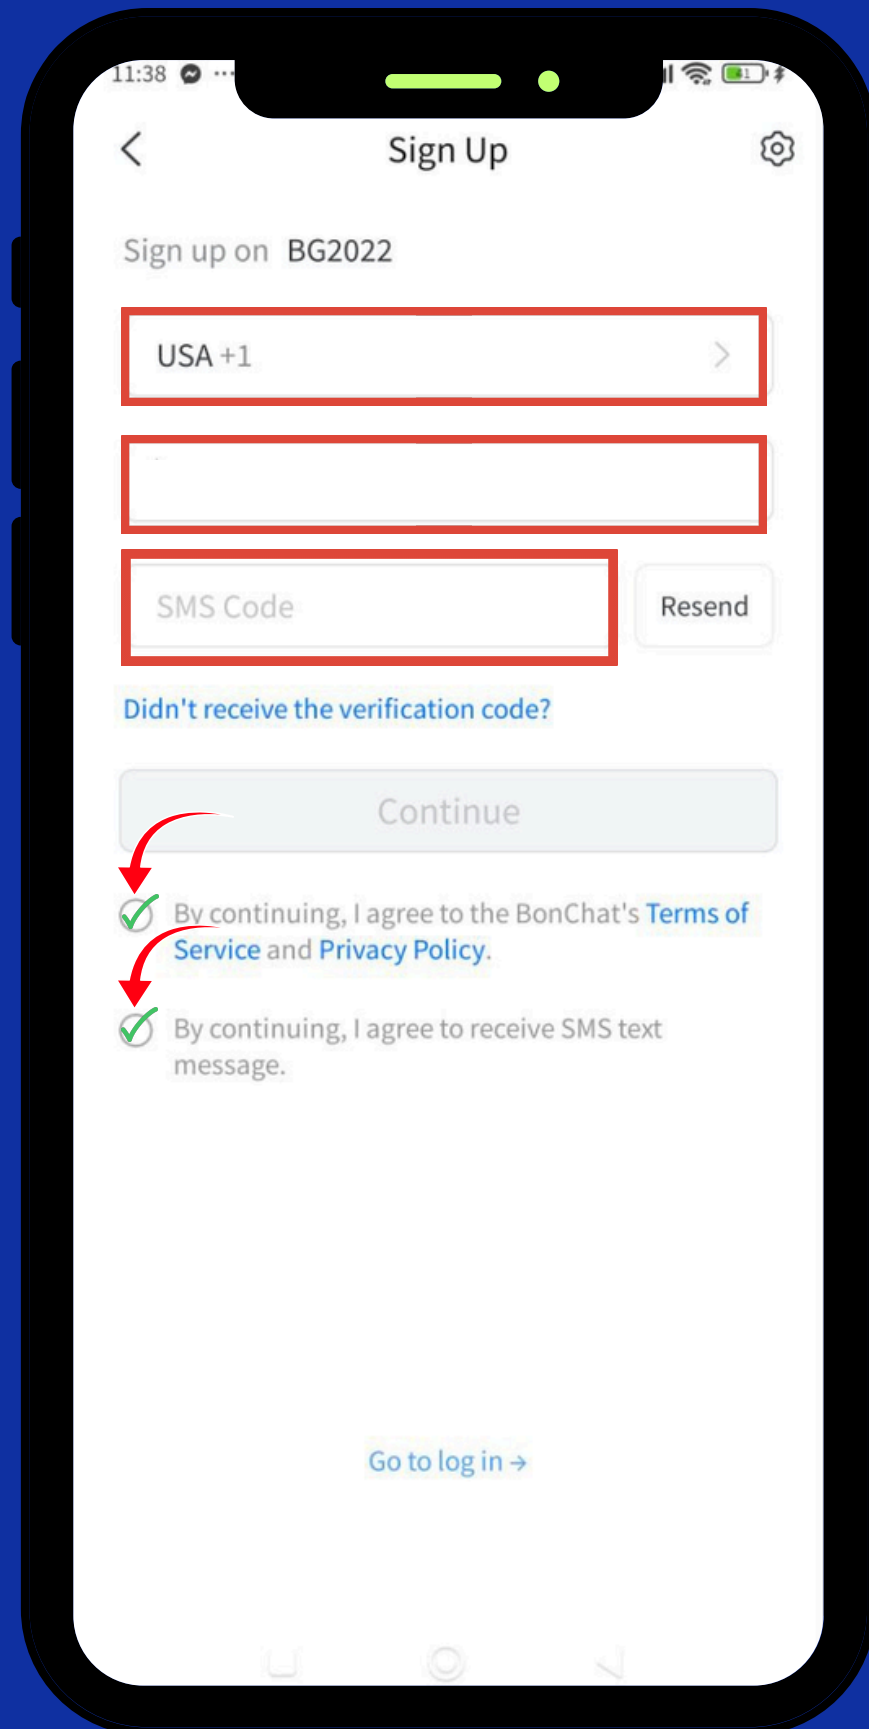 11:38
Sign Up
Sign up on BG2022
USA +1
SMS Code
Resend
Didn't receive the verification code?
Continue
By continuing, I agree to the BonChat's Terms of
Service and Privacy Policy.
By continuing, I agree to receive SMS text
message.
Go to log in →